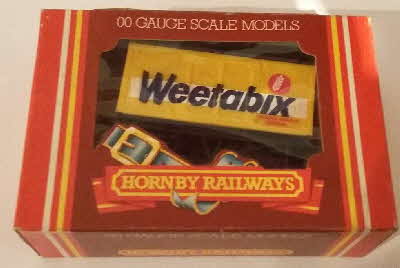 00 GAUGE SCALE MODELS
Weetabix
HORNBY RAILWAYS